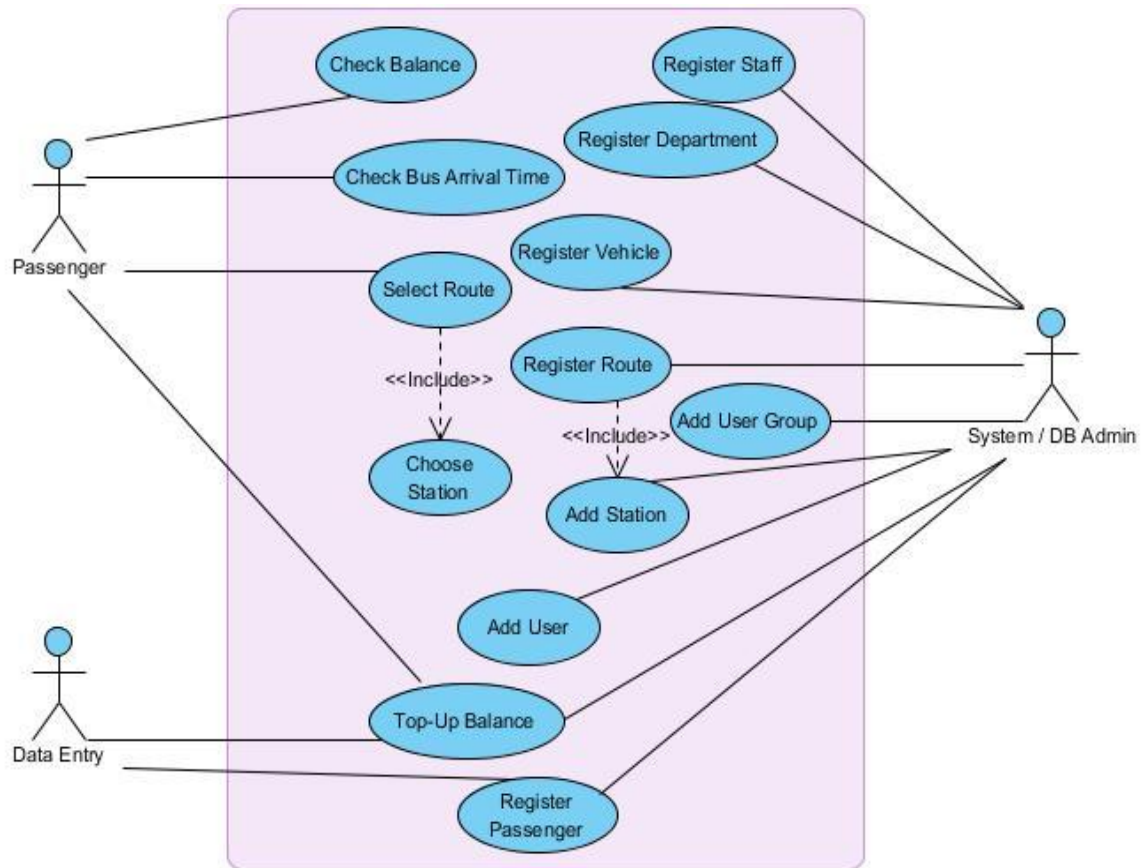 Check Balance
Register Staff
Register Department
Check Bus Arrival Time
Register Vehicle
Passenger
Select Route
Register Route
<<Include>>
Add User Group
<<Include>>
System / DB Admin
Choose
Station
Add Station
Add User
Top-Up Balance
Data Entry
Register
Passenger